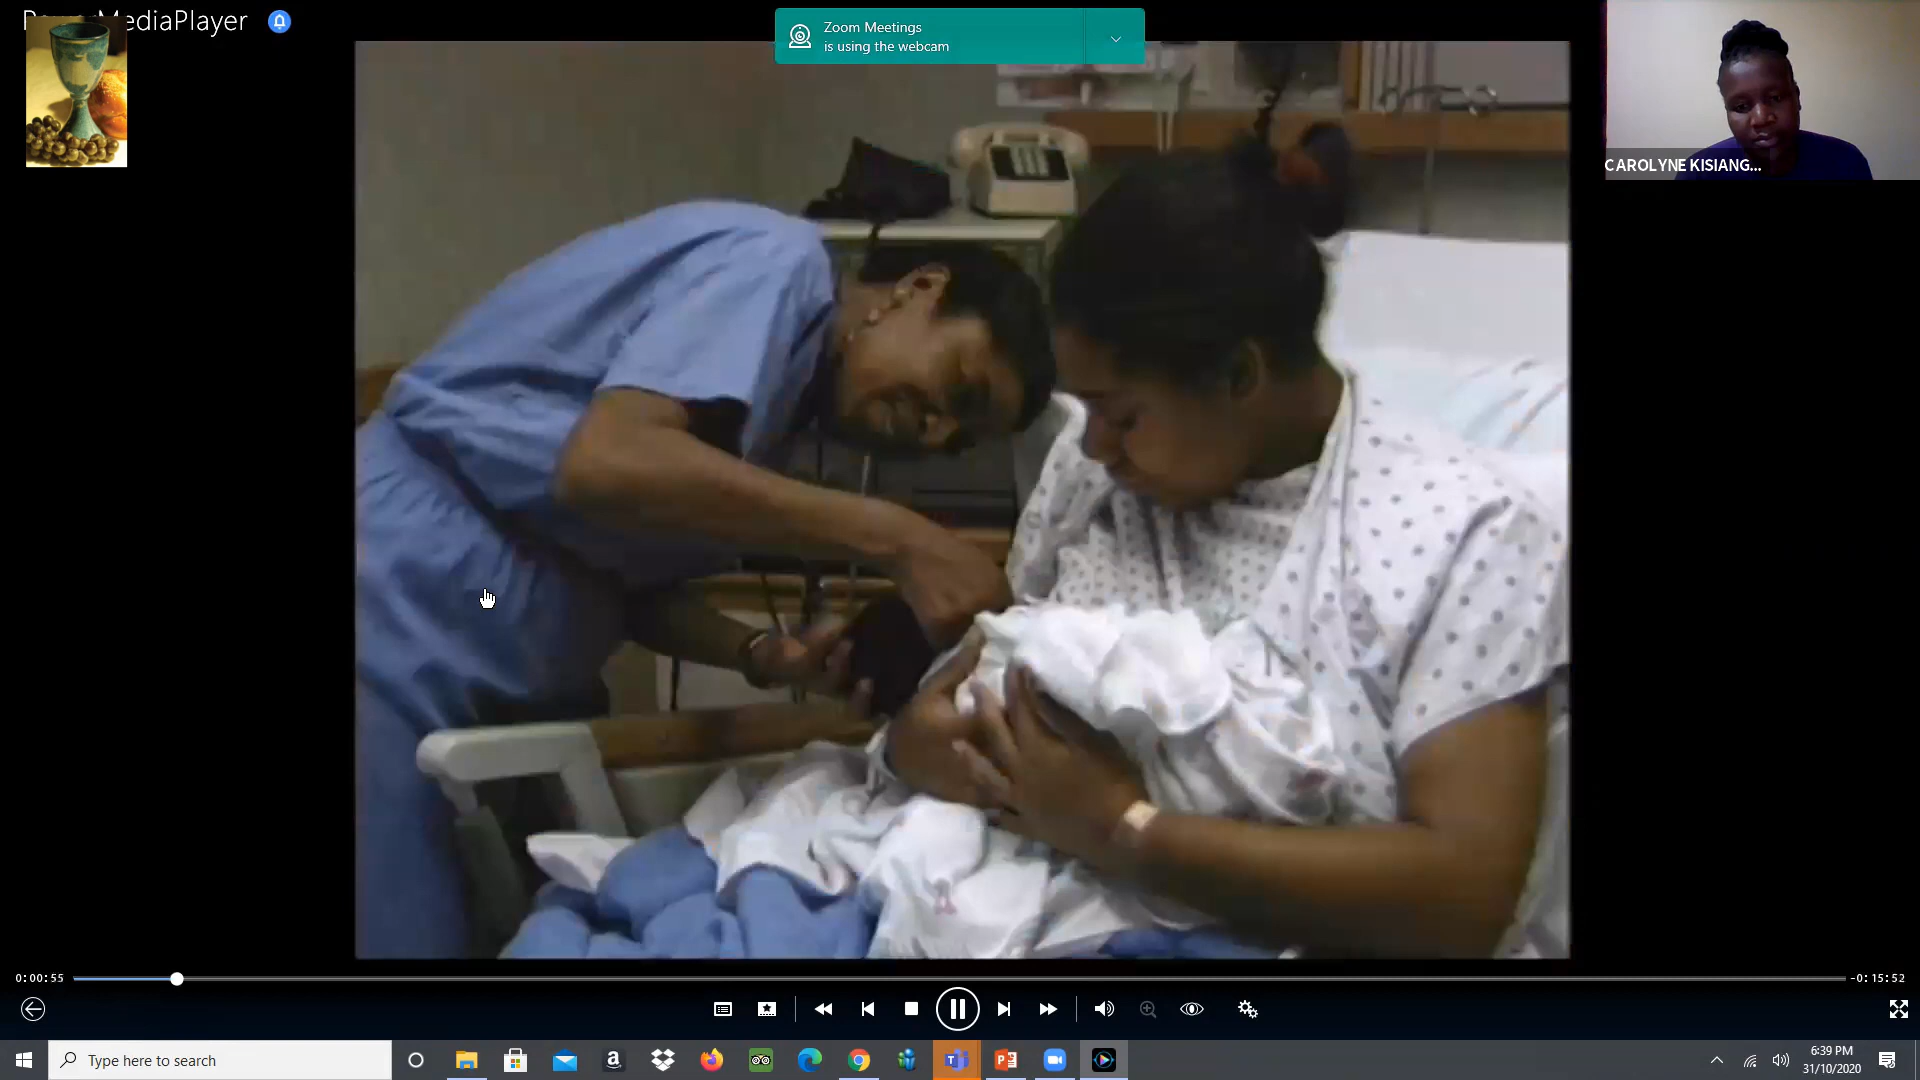 MediaPlayer
Zoom Meetings
is using the webcam
CAROLYNE KISIANG...
0:00:55
-0:15:52
Type here to search
6:39 PM
31/10/2020